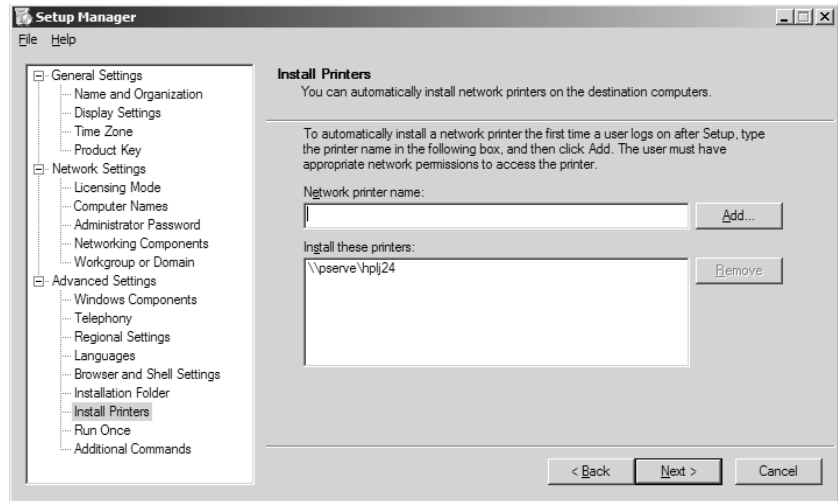 Setup Manager
File Help
General Settings
Name and Organization
Display Settings
Time Zone
Product Key
Network Settings
Licensing Mode
Computer Names
Administrator Password
Networking Components
Workgroup or Domain
Advanced Settings
Windows Components
Telephony
Regional Settings
Languages
Browser and Shell Settings
Installation Folder
Install Printers
Run Once
Additional Commands
Install Printers
You can automatically install network printers on the destination computers.
To automatically install a network printer the first time a user logs on after Setup, type
the printer name in the following box, and then click Add. The user must have
appropriate network permissions to access the printer.
Network printer name:
Add...
Install these printers:
\\pserve\hplj24
Remove
< Back Next > Cancel